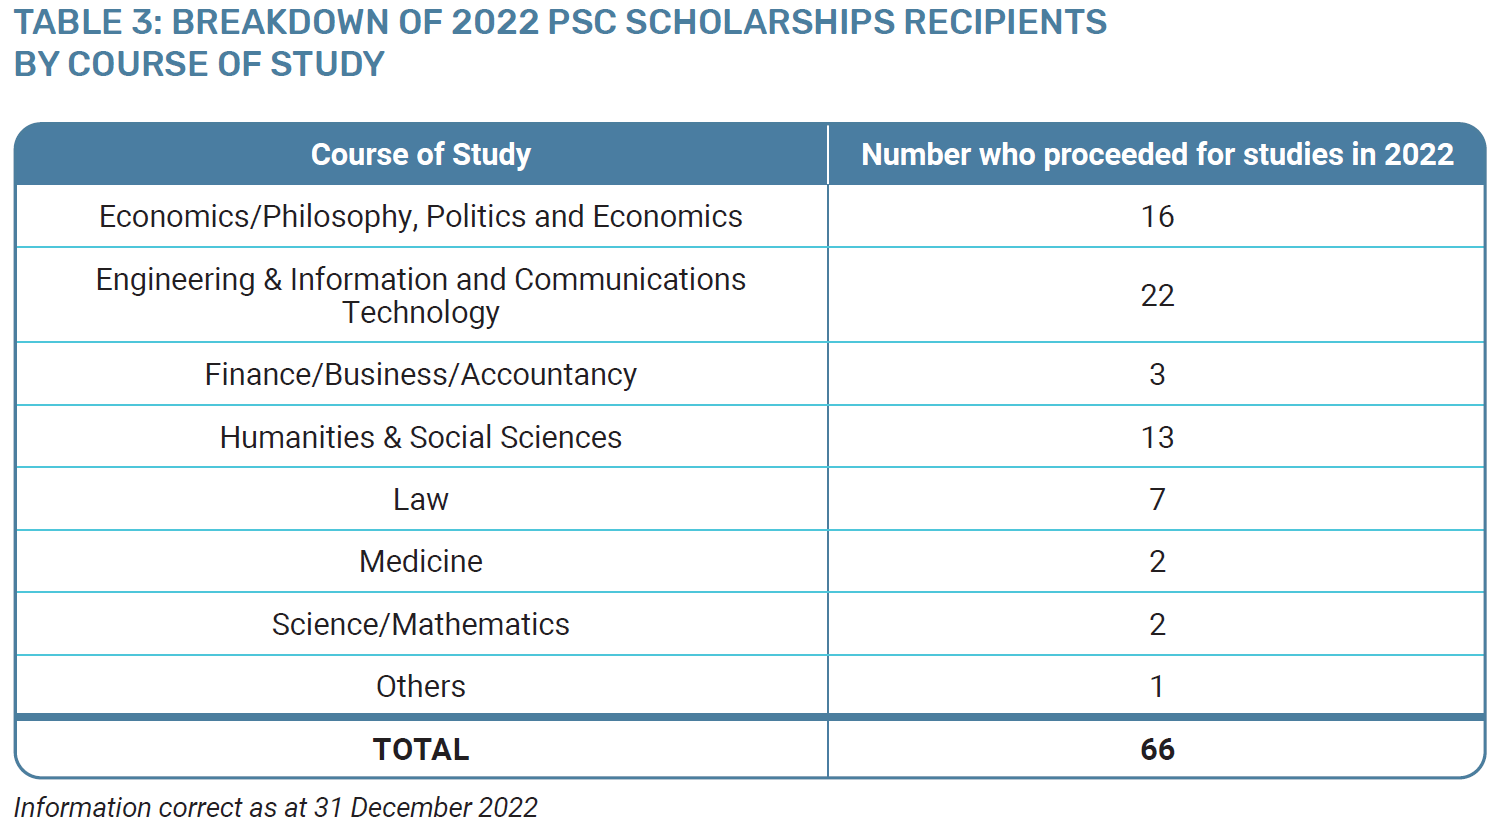 TABLE 3: BREAKDOWN OF 2022 PSC SCHOLARSHIPS RECIPIENTS
BY COURSE OF STUDY
Course of Study Number who proceeded for studies in 2022
Economics/Philosophy, Politics and Economics 16
Engineering & Information and Communications
Technology 22
Finance/Business/Accountancy 3
Humanities & Social Sciences 13
Law 7
Medicine 2
Science/Mathematics 2
Others 1
TOTAL 66
Information correct as at 31 December 2022